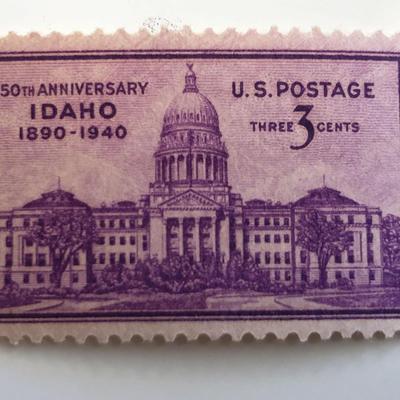 50TH ANNIVERSARY
IDAHO
1890-1940
U.S. POSTAGE
THREE 3 CENTS